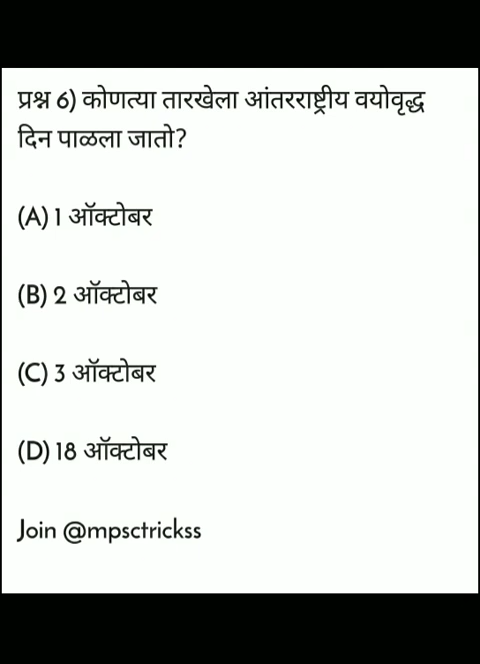 प्रश्न 6) कोणत्या तारखेला आंतरराष्ट्रीय वयोवृद्ध
दिन पाळला जातो?
(A) 1 ऑक्टोबर
(B) 2 ऑक्टोबर
(C) 3 ऑक्टोबर
(D) 18 ऑक्टोबर
Join @mpsctrickss